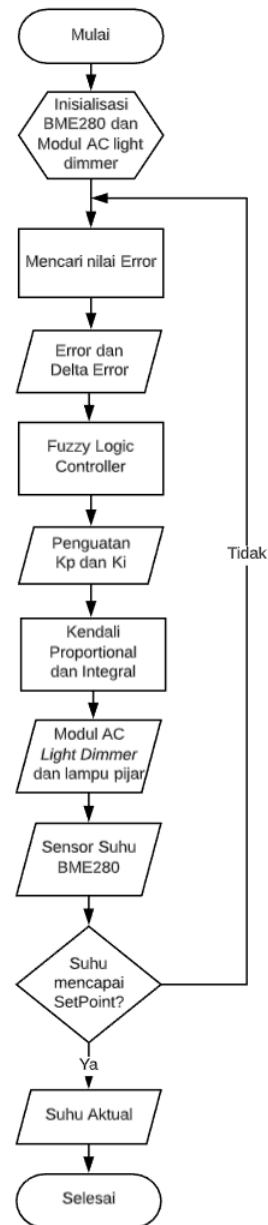 Mulai
Inisialisasi
BME280 dan
Modul AC light
dimmer
Mencari nilai Error
Error dan
Delta Error
Fuzzy Logic
Controller
Penguatan
Kp dan Ki
Tidak
Kendali
Proportional
dan Integral
Modul AC
Light Dimmer
dan lampu pijar
Sensor Suhu
BME280
Suhu
mencapai
SetPoint?
Ya
Suhu Aktual
Selesai